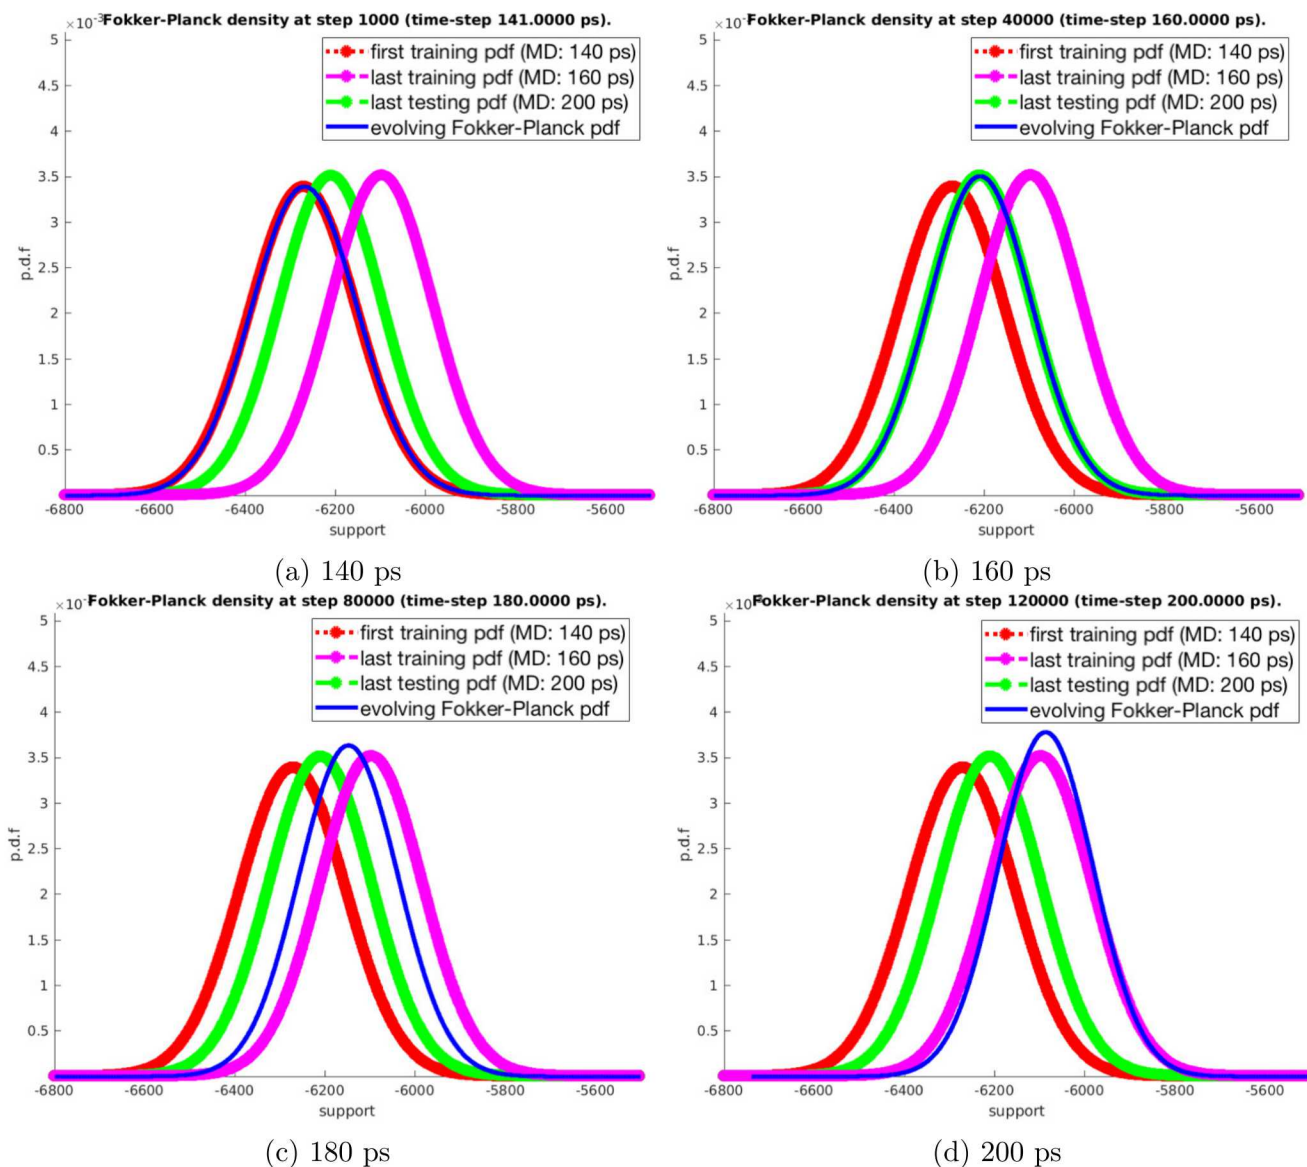 ×10⁻³
Fokker-Planck density at step 1000 (time-step 141.0000 ps).
first training pdf (MD: 140 ps)
last training pdf (MD: 160 ps)
last testing pdf (MD: 200 ps)
evolving Fokker-Planck pdf
5
4.5
4
3.5
3
2.5
2
1.5
1
0.5
p.d.f
-6800 -6600 -6400 -6200 -6000 -5800 -5600
support
(a) 140 ps
×10
Fokker-Planck density at step 40000 (time-step 160.0000 ps).
first training pdf (MD: 140 ps)
last training pdf (MD: 160 ps)
last testing pdf (MD: 200 ps)
evolving Fokker-Planck pdf
5
4.5
4
3.5
3
2.5
2
1.5
1
0.5
p.d.f
-6800 -6600 -6400 -6200 -6000 -5800 -5600
support
(b) 160 ps
×10
Fokker-Planck density at step 80000 (time-step 180.0000 ps).
first training pdf (MD: 140 ps)
last training pdf (MD: 160 ps)
last testing pdf (MD: 200 ps)
evolving Fokker-Planck pdf
5
4.5
4
3.5
3
2.5
2
1.5
1
0.5
p.d.f
-6800 -6600 -6400 -6200 -6000 -5800 -5600
support
(c) 180 ps
×10
Fokker-Planck density at step 120000 (time-step 200.0000 ps).
first training pdf (MD: 140 ps)
last training pdf (MD: 160 ps)
last testing pdf (MD: 200 ps)
evolving Fokker-Planck pdf
5
4.5
4
3.5
3
2.5
2
1.5
1
0.5
p.d.f
-6800 -6600 -6400 -6200 -6000 -5800 -5600
support
(d) 200 ps